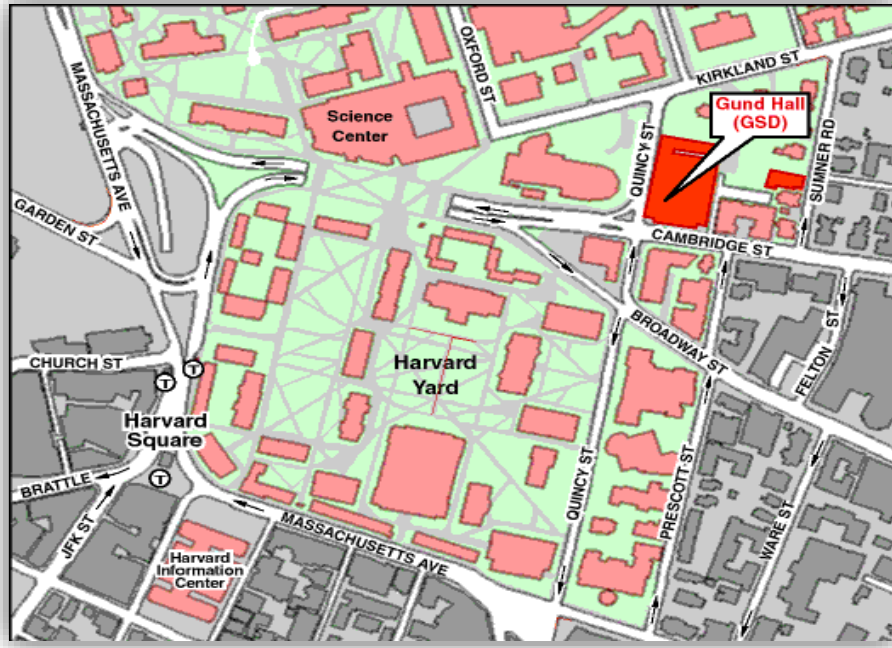 MASSACHUSETTS AVE
OXFORD ST
KIRKLAND ST
Science
Center
Gund Hall
(GSD)
QUINCY ST
SUMNER RD
GARDEN ST
CAMBRIDGE ST
BROADWAY ST
FELTON ST
CHURCH ST
T
T
Harvard
Yard
Harvard
Square
T
BRATTLE
JFK ST
QUINCY ST
PRESCOTT ST
WARE ST
MASSACHUSETTS AVE
Harvard
Information
Center